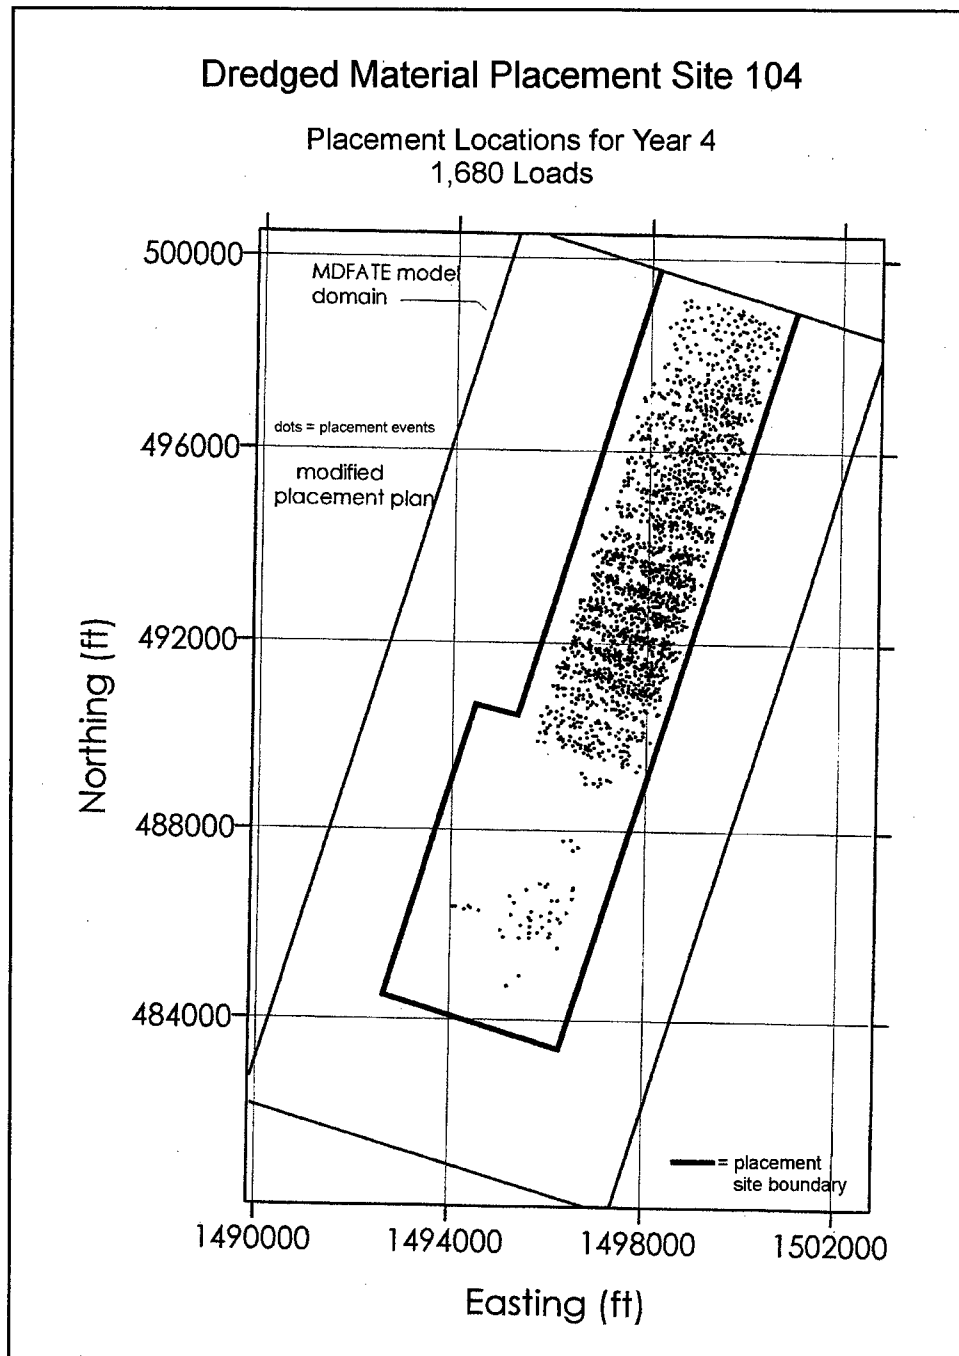 Dredged Material Placement Site 104
Placement Locations for Year 4
1,680 Loads
500000
MDFATE model
domain
dots = placement events
496000
modified
placement plan
492000
Northing (ft)
488000
484000
= placement
site boundary
1490000
1494000
1498000
1502000
Easting (ft)